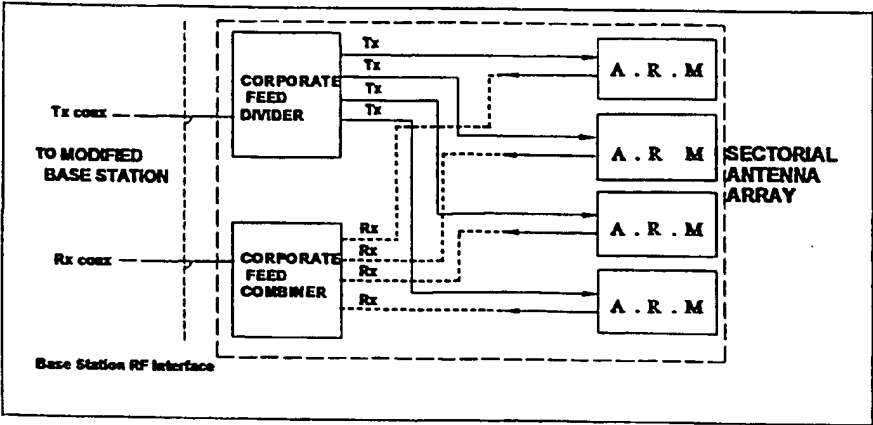 Tx
CORPORATE
FEED
DIVIDER
Tx
Tx
Tx
A . R . M
Tx coax
TO MODIFIED
BASE STATION
A . R   M
SECTORIAL
ANTENNA
ARRAY
A . R . M
Rx coax
CORPORATE
FEED
COMBINER
Rx
Rx
Rx
Rx
A . R . M
Base Station RF Interface